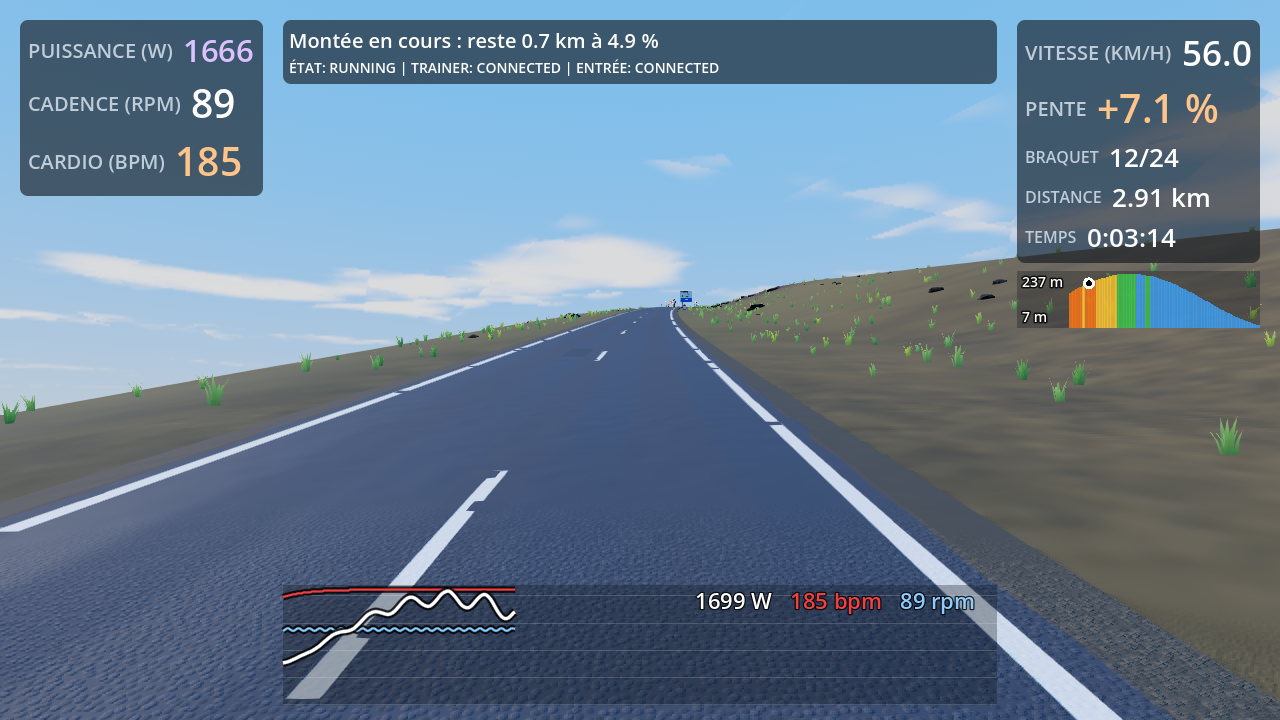 PUISSANCE (W) 1666
CADENCE (RPM) 89
CARDIO (BPM) 185
Montée en cours : reste 0.7 km à 4.9 %
ÉTAT: RUNNING | TRAINER: CONNECTED | ENTRÉE: CONNECTED
VITESSE (KM/H) 56.0
PENTE +7.1 %
BRAQUET 12/24
DISTANCE 2.91 km
TEMPS 0:03:14
237 m
7 m
1699 W 185 bpm 89 rpm